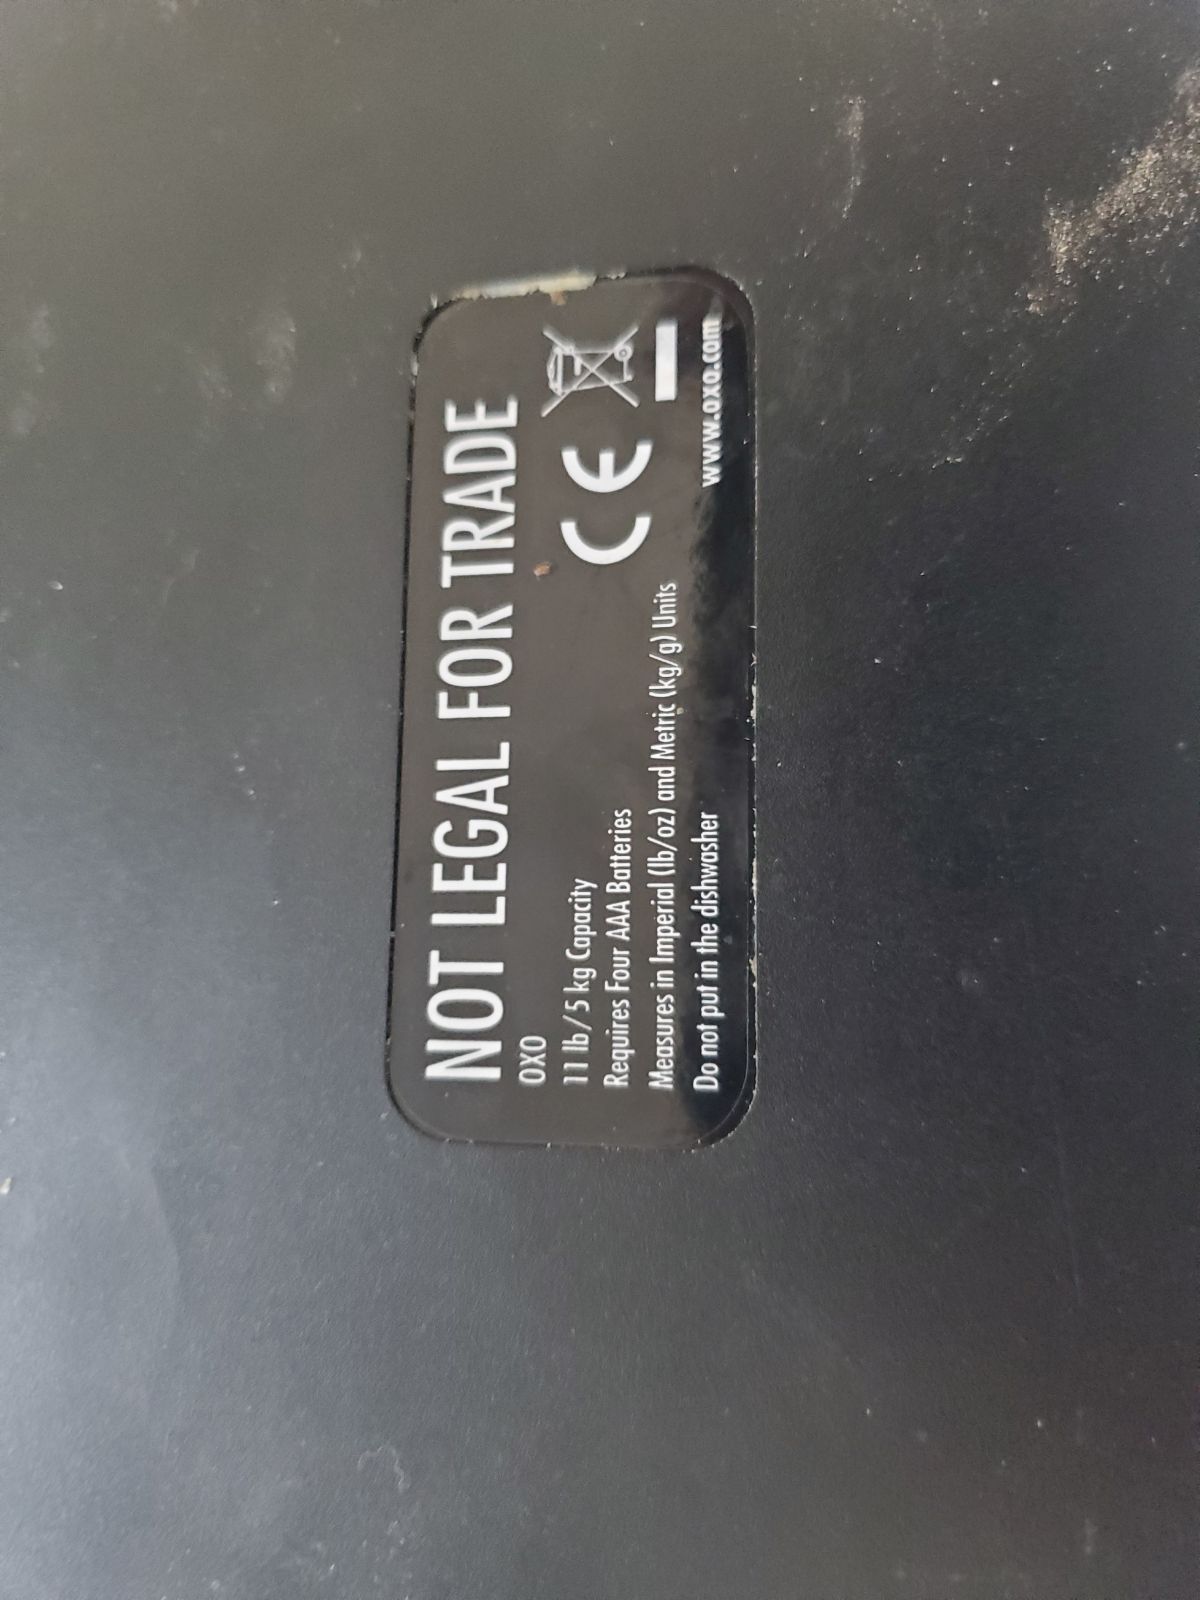 NOT LEGAL FOR TRADE
OXO
11 lb/5 kg Capacity
Requires Four AAA Batteries
Measures in Imperial (lb/oz) and Metric (kg/g) Units
Do not put in the dishwasher
CE
www.oxo.com